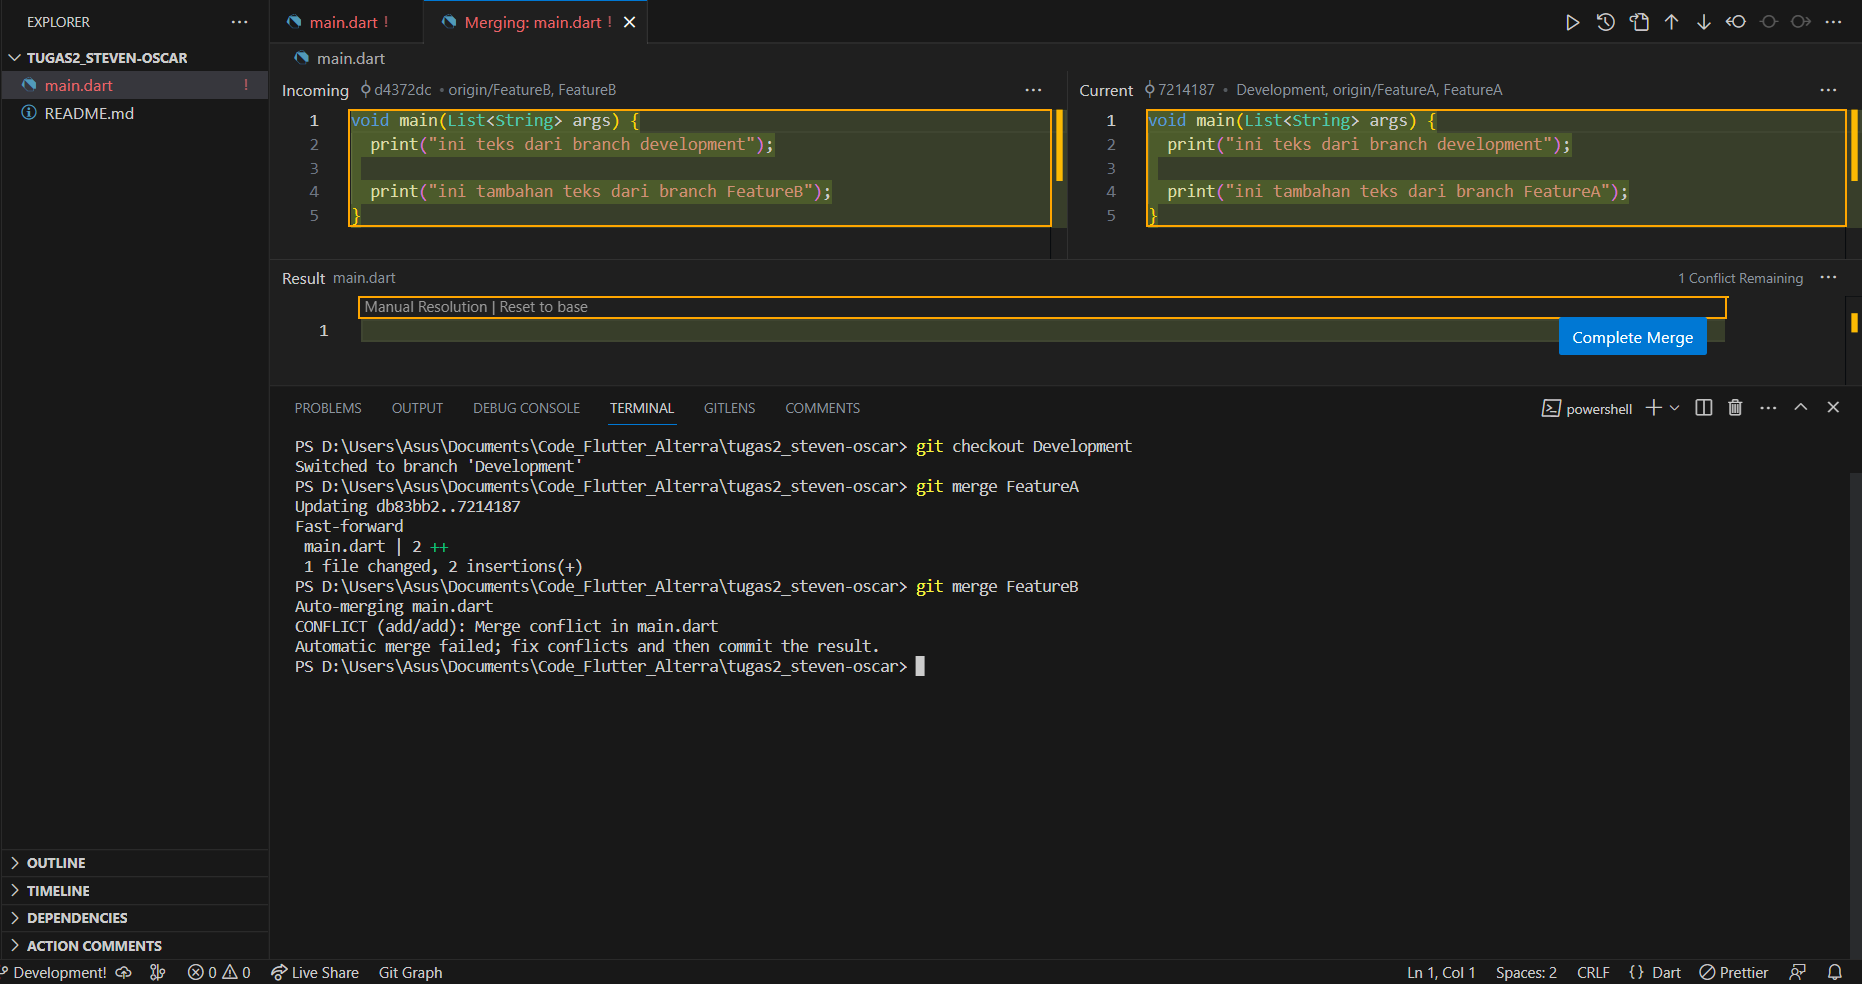 EXPLORER
TUGAS2_STEVEN-OSCAR
main.dart !
README.md
OUTLINE
TIMELINE
DEPENDENCIES
ACTION COMMENTS
main.dart !
Merging: main.dart !
main.dart
Incoming d4372dc • origin/FeatureB, FeatureB
1 void main(List<String> args) {
2 print("ini teks dari branch development");
3
4 print("ini tambahan teks dari branch FeatureB");
5 }
Current 7214187 • Development, origin/FeatureA, FeatureA
1 void main(List<String> args) {
2 print("ini teks dari branch development");
3
4 print("ini tambahan teks dari branch FeatureA");
5 }
Result main.dart 1 Conflict Remaining
Manual Resolution | Reset to base
1
Complete Merge
PROBLEMS OUTPUT DEBUG CONSOLE TERMINAL GITLENS COMMENTS powershell
PS D:\Users\Asus\Documents\Code_Flutter_Alterra\tugas2_steven-oscar> git checkout Development
Switched to branch 'Development'
PS D:\Users\Asus\Documents\Code_Flutter_Alterra\tugas2_steven-oscar> git merge FeatureA
Updating db83bb2..7214187
Fast-forward
main.dart | 2 ++
1 file changed, 2 insertions(+)
PS D:\Users\Asus\Documents\Code_Flutter_Alterra\tugas2_steven-oscar> git merge FeatureB
Auto-merging main.dart
CONFLICT (add/add): Merge conflict in main.dart
Automatic merge failed; fix conflicts and then commit the result.
PS D:\Users\Asus\Documents\Code_Flutter_Alterra\tugas2_steven-oscar>
Development! 0 0 Live Share Git Graph Ln 1, Col 1 Spaces: 2 CRLF {} Dart Prettier